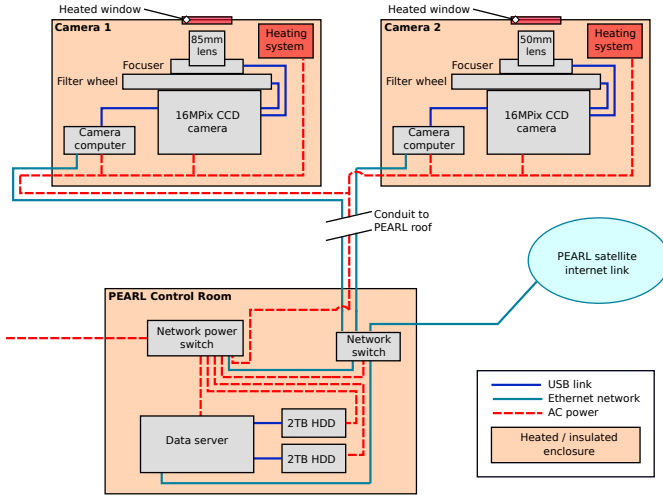 Heated window
Camera 1
85mm
lens
Heating
system
Focuser
Filter wheel
16MPix CCD
camera
Camera
computer
Heated window
Camera 2
50mm
lens
Heating
system
Focuser
Filter wheel
16MPix CCD
camera
Camera
computer
Conduit to
PEARL roof
PEARL satellite
internet link
PEARL Control Room
Network power
switch
Network
switch
Data server
2TB HDD
2TB HDD
USB link
Ethernet network
AC power
Heated / insulated
enclosure